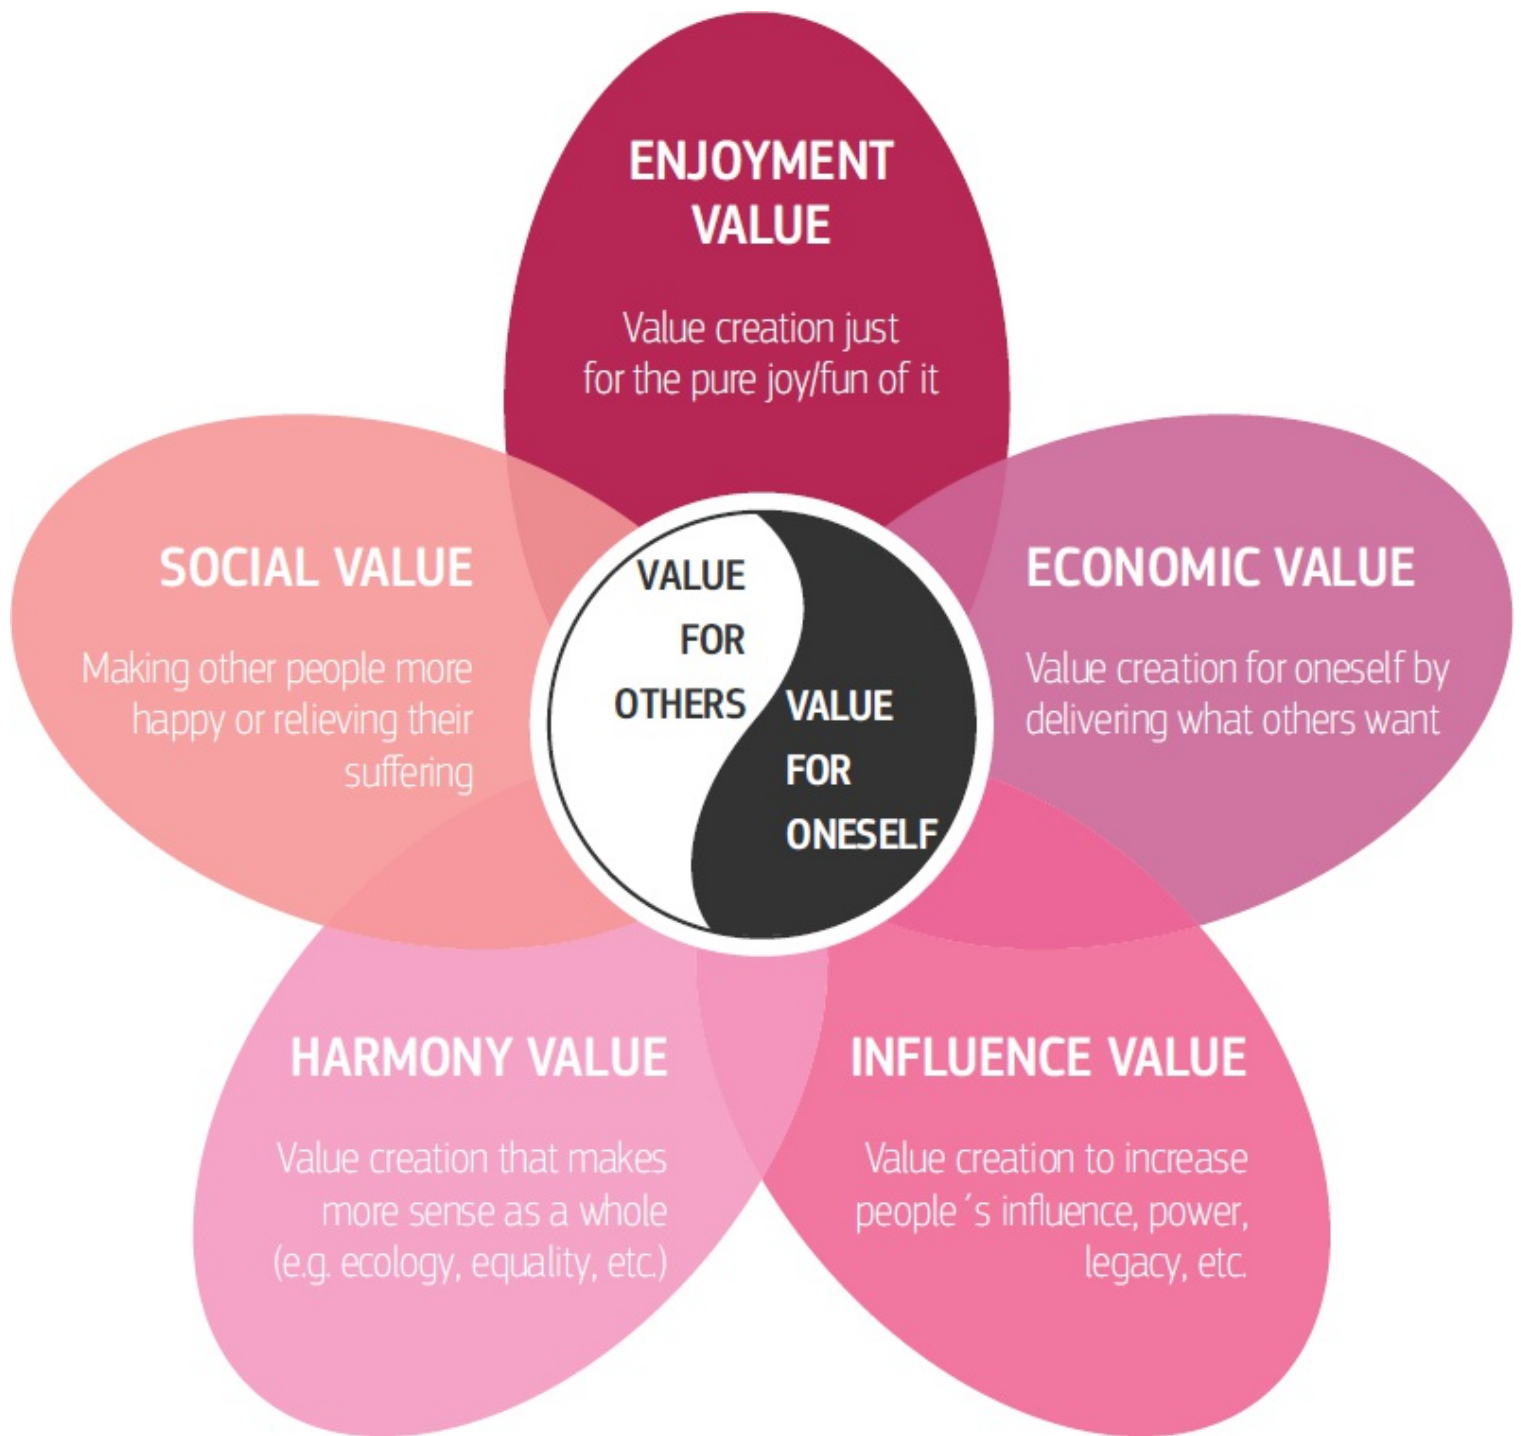 ENJOYMENT
VALUE
Value creation just
for the pure joy/fun of it
SOCIAL VALUE
Making other people more
happy or relieving their
suffering
VALUE
FOR
OTHERS
VALUE
FOR
ONESELF
ECONOMIC VALUE
Value creation for oneself by
delivering what others want
HARMONY VALUE
Value creation that makes
more sense as a whole
(e.g. ecology, equality, etc.)
INFLUENCE VALUE
Value creation to increase
people´s influence, power,
legacy, etc.